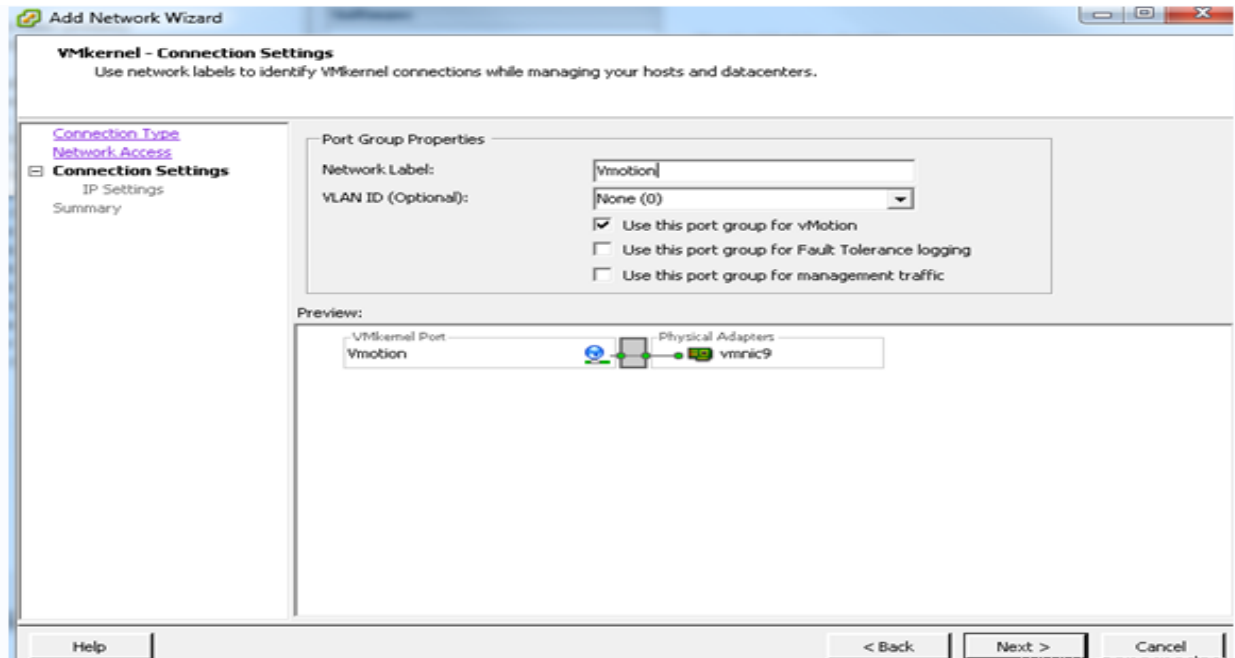 Add Network Wizard
VMkernel - Connection Settings
Use network labels to identify VMkernel connections while managing your hosts and datacenters.
Connection Type
Network Access
Connection Settings
IP Settings
Summary
Port Group Properties
Network Label:
Vmotion
VLAN ID (Optional):
None (0)
Use this port group for vMotion
Use this port group for Fault Tolerance logging
Use this port group for management traffic
Preview:
VMkernel Port
Vmotion
Physical Adapters
vmnic9
Help
< Back
Next >
Cancel